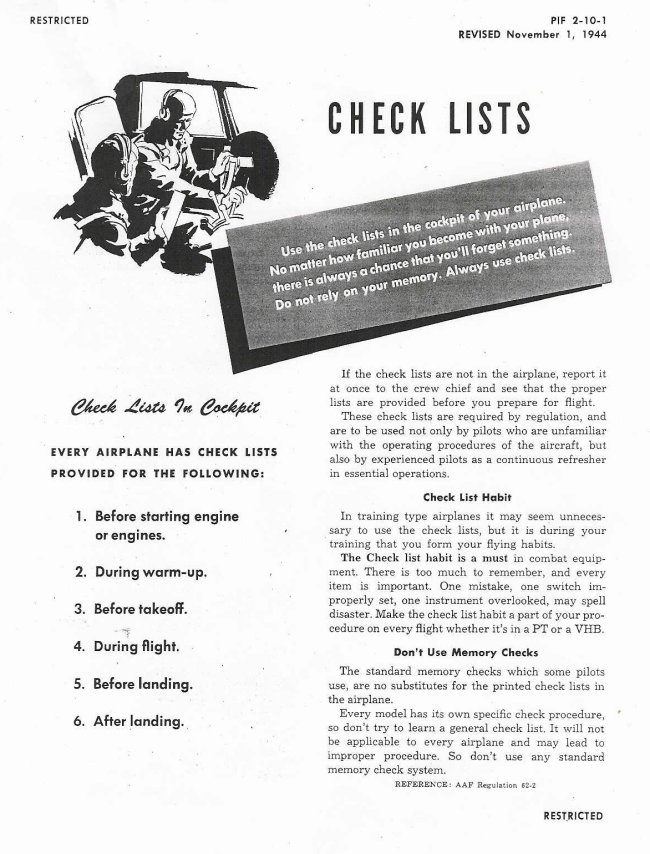 RESTRICTED
PIF 2-10-1
REVISED November 1, 1944
CHECK LISTS
Use the check lists in the cockpit of your airplane.
No matter how familiar you become with your plane,
there is always a chance that you'll forget something.
Do not rely on your memory. Always use check lists.
Check Lists In Cockpit
EVERY AIRPLANE HAS CHECK LISTS
PROVIDED FOR THE FOLLOWING:
1. Before starting engine
or engines.
2. During warm-up.
3. Before takeoff.
4. During flight.
5. Before landing.
6. After landing.
If the check lists are not in the airplane, report it
at once to the crew chief and see that the proper
lists are provided before you prepare for flight.
These check lists are required by regulation, and
are to be used not only by pilots who are unfamiliar
with the operating procedures of the aircraft, but
also by experienced pilots as a continuous refresher
in essential operations.
Check List Habit
In training type airplanes it may seem unneces-
sary to use the check lists, but it is during your
training that you form your flying habits.
The Check list habit is a must in combat equip-
ment. There is too much to remember, and every
item is important. One mistake, one switch im-
properly set, one instrument overlooked, may spell
disaster. Make the check list habit a part of your pro-
cedure on every flight whether it's in a PT or a VHB.
Don't Use Memory Checks
The standard memory checks which some pilots
use, are no substitutes for the printed check lists in
the airplane.
Every model has its own specific check procedure,
so don't try to learn a general check list. It will not
be applicable to every airplane and may lead to
improper procedure. So don't use any standard
memory check system.
REFERENCE: AAF Regulation 62-2
RESTRICTED